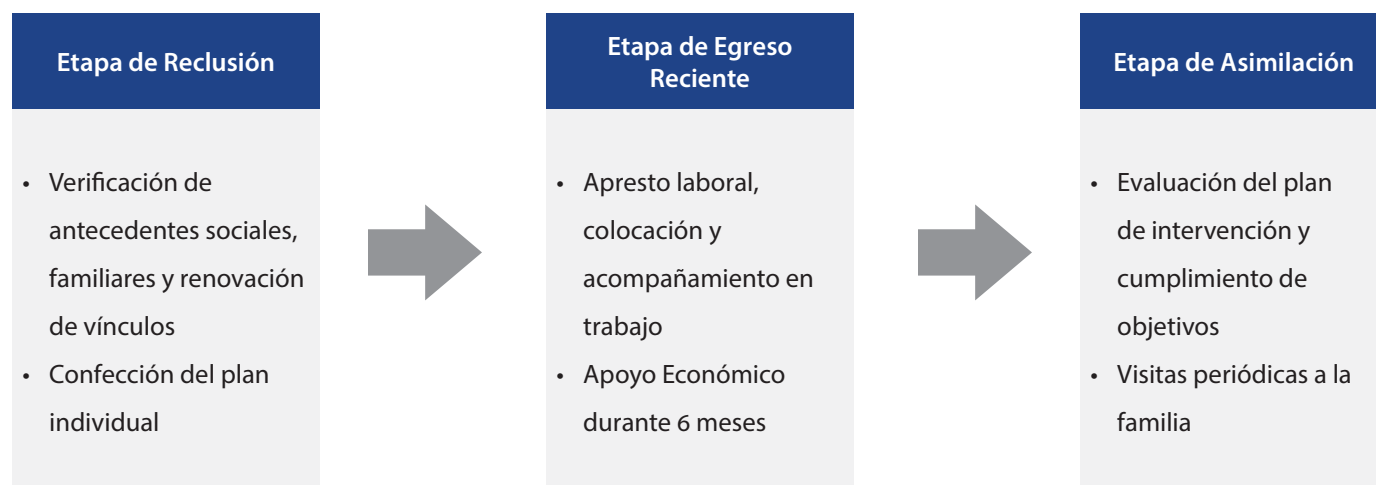 Etapa de Reclusión
• Verificación de
antecedentes sociales,
familiares y renovación
de vínculos
• Confección del plan
individual
Etapa de Egreso
Reciente
• Apresto laboral,
colocación y
acompañamiento en
trabajo
• Apoyo Económico
durante 6 meses
Etapa de Asimilación
• Evaluación del plan
de intervención y
cumplimiento de
objetivos
• Visitas periódicas a la
familia